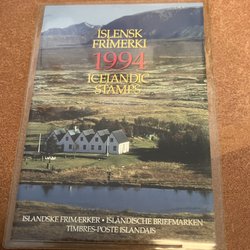 ÍSLENSK
FRÍMERKI
1994
ICELANDIC
STAMPS
ISLANDSKE FRIMÆRKER • ISLÄNDISCHE BRIEFMARKEN
TIMBRES-POSTE ISLANDAIS